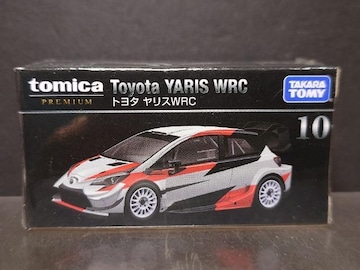 tomica
PREMIUM
Toyota YARIS WRC
トヨタ ヤリスWRC
TAKARA
TOMY
10